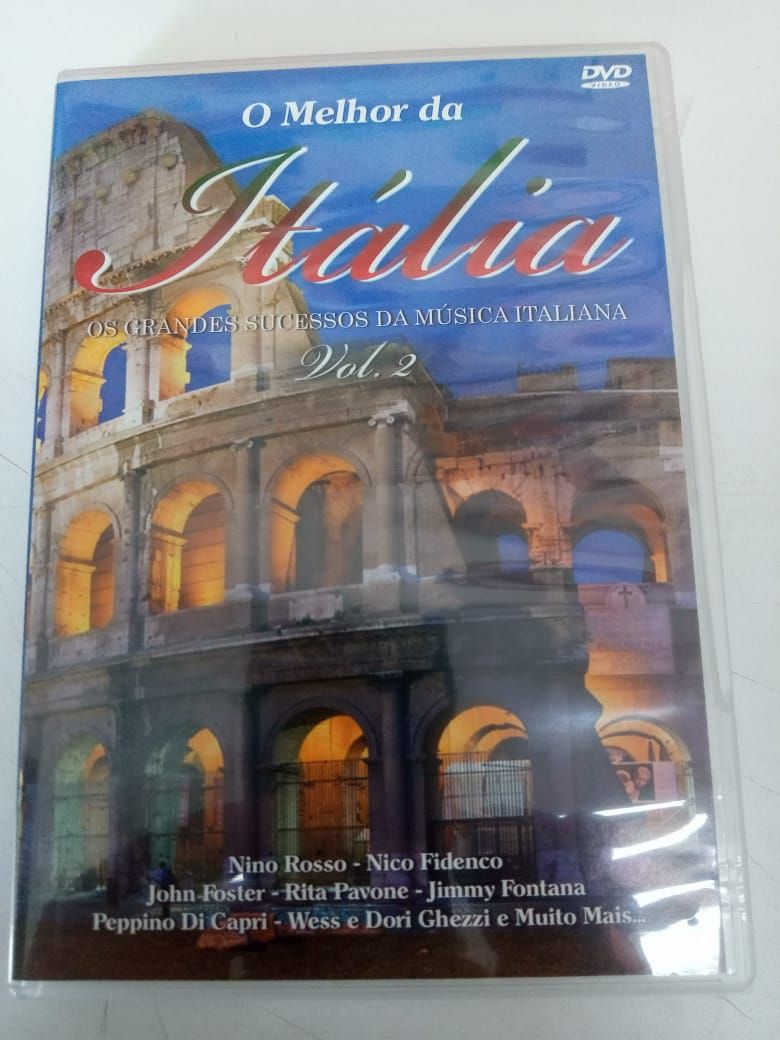 DVD
VIDEO
O Melhor da
Itália
OS GRANDES SUCESSOS DA MÚSICA ITALIANA
Vol. 2
Nino Rosso - Nico Fidenco
John Foster - Rita Pavone - Jimmy Fontana
Peppino Di Capri - Wess e Dori Ghezzi e Muito Mais...